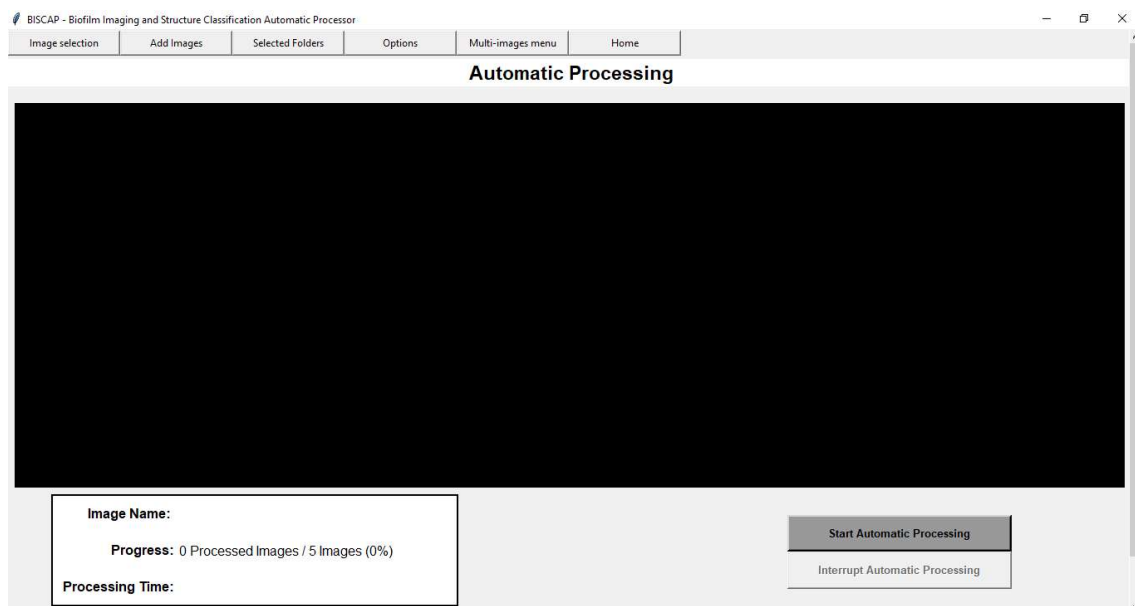 BISCAP - Biofilm Imaging and Structure Classification Automatic Processor
Image selection Add Images Selected Folders Options Multi-images menu Home
Automatic Processing
Image Name:
Progress: 0 Processed Images / 5 Images (0%)
Processing Time:
Start Automatic Processing
Interrupt Automatic Processing